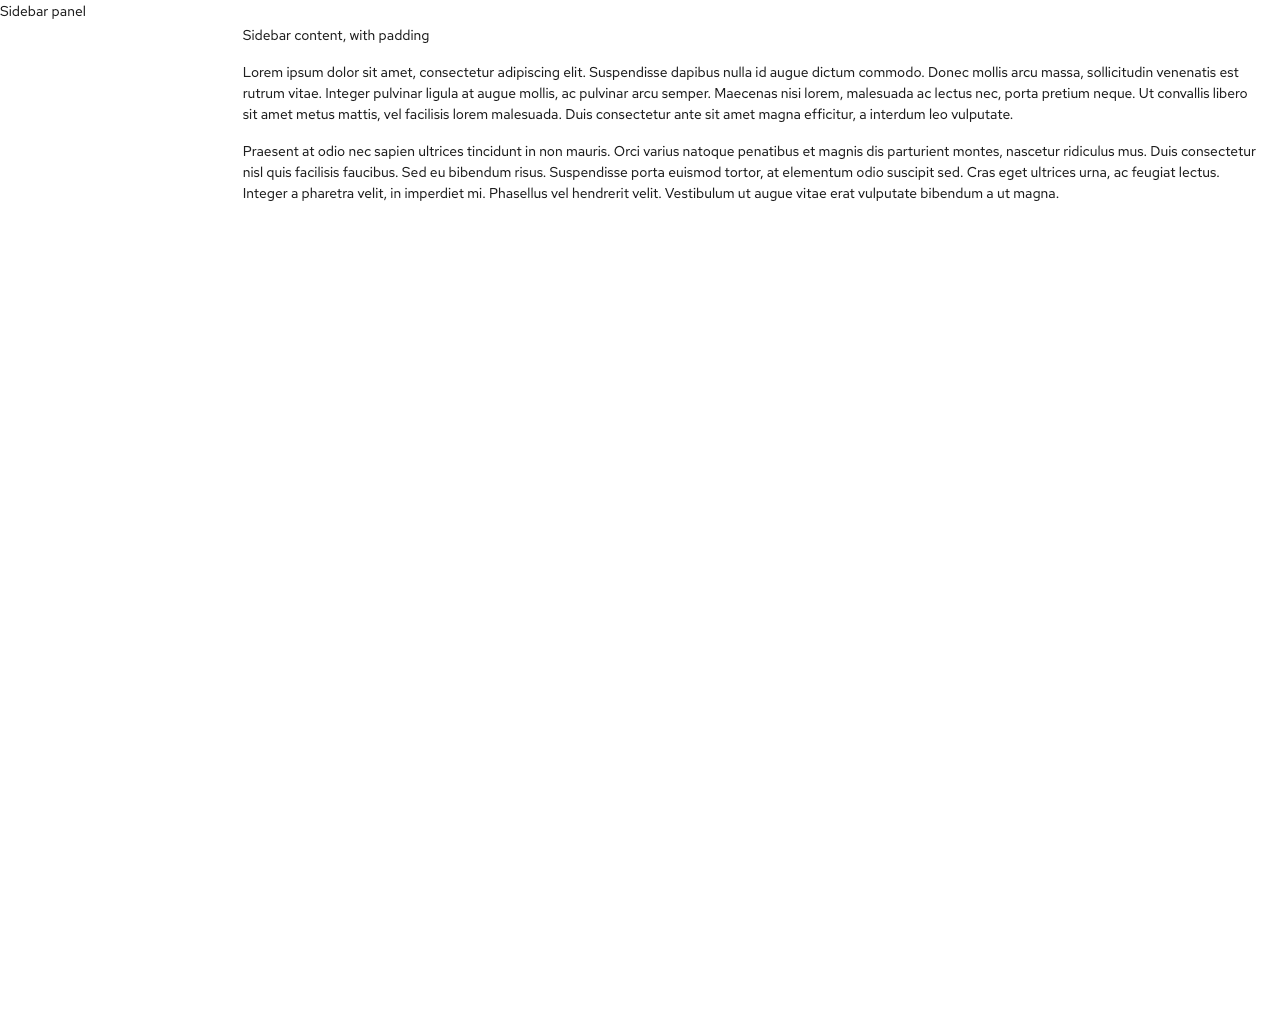 Sidebar panel
Sidebar content, with padding
Lorem ipsum dolor sit amet, consectetur adipiscing elit. Suspendisse dapibus nulla id augue dictum commodo. Donec mollis arcu massa, sollicitudin venenatis est
rutrum vitae. Integer pulvinar ligula at augue mollis, ac pulvinar arcu semper. Maecenas nisi lorem, malesuada ac lectus nec, porta pretium neque. Ut convallis libero
sit amet metus mattis, vel facilisis lorem malesuada. Duis consectetur ante sit amet magna efficitur, a interdum leo vulputate.
Praesent at odio nec sapien ultrices tincidunt in non mauris. Orci varius natoque penatibus et magnis dis parturient montes, nascetur ridiculus mus. Duis consectetur
nisl quis facilisis faucibus. Sed eu bibendum risus. Suspendisse porta euismod tortor, at elementum odio suscipit sed. Cras eget ultrices urna, ac feugiat lectus.
Integer a pharetra velit, in imperdiet mi. Phasellus vel hendrerit velit. Vestibulum ut augue vitae erat vulputate bibendum a ut magna.